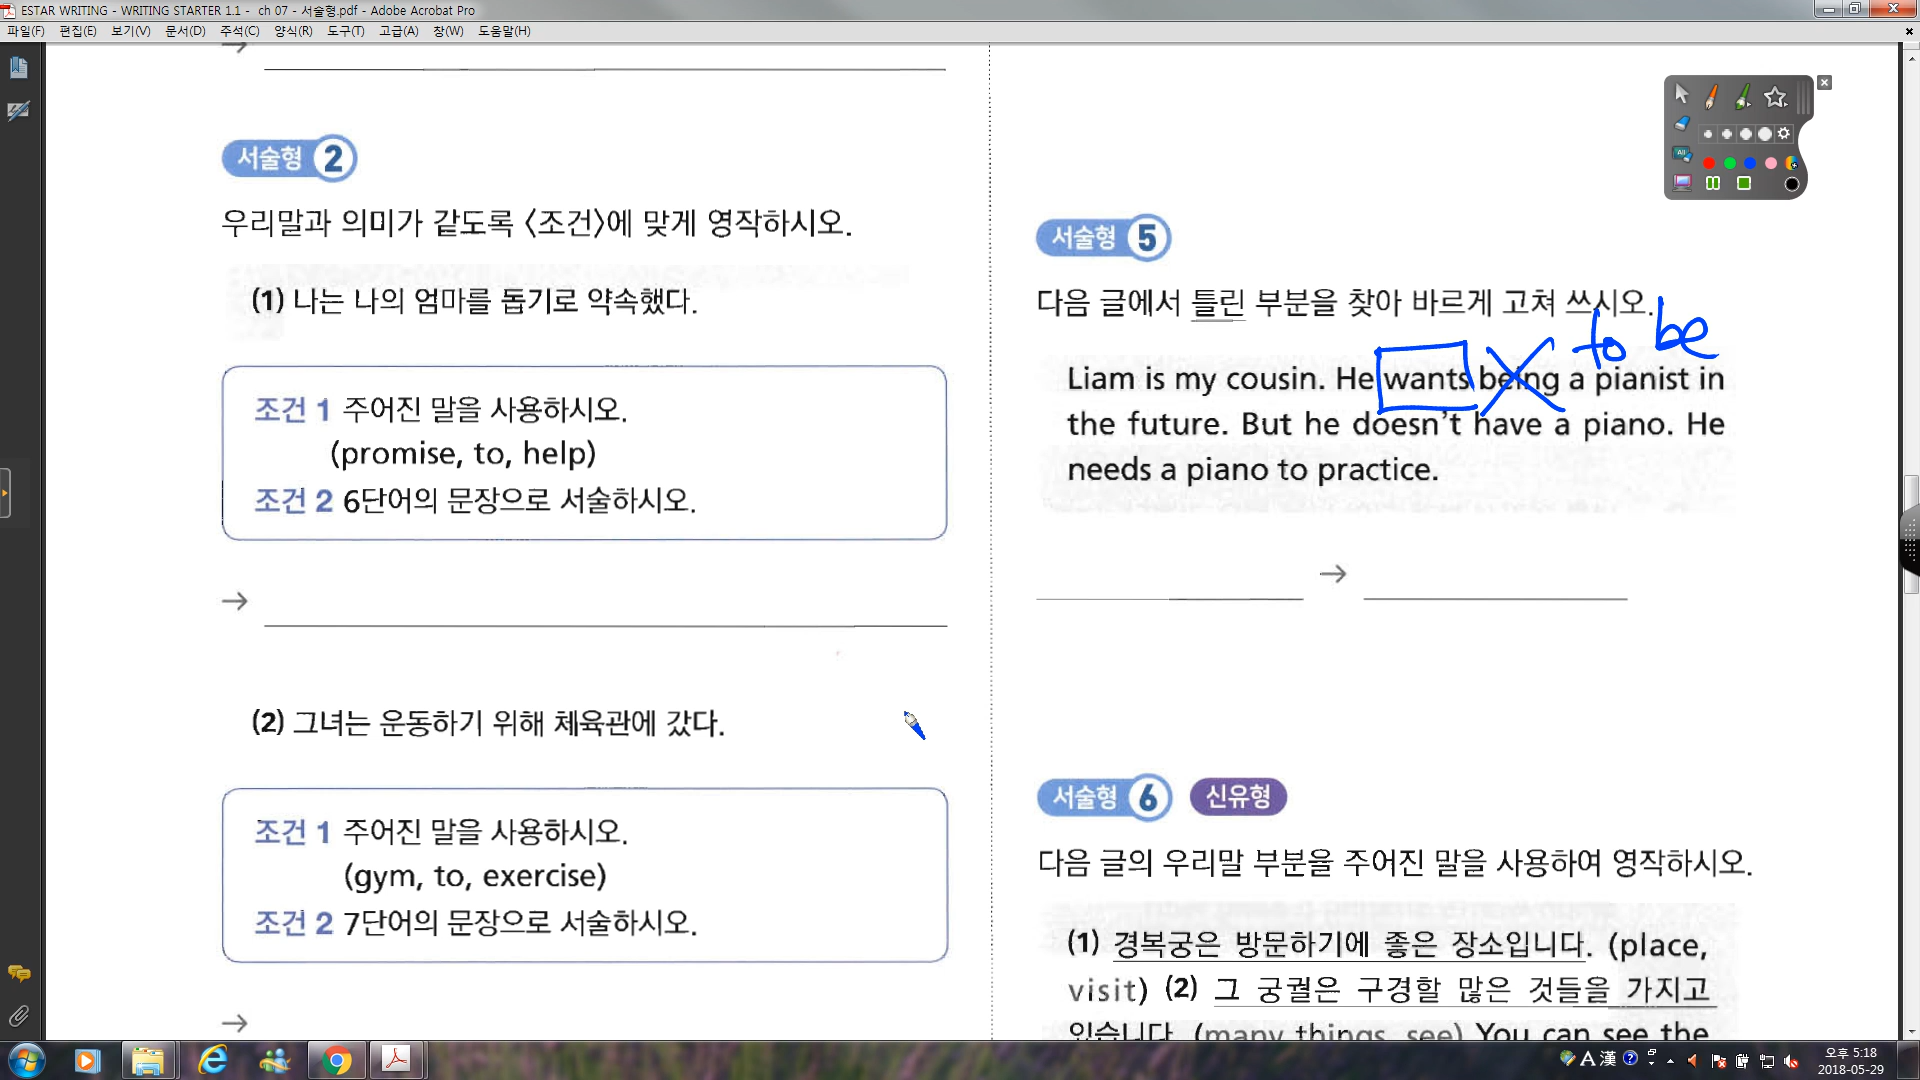 ESTAR WRITING - WRITING STARTER 1.1 - ch 07 - 서술형.pdf - Adobe Acrobat Pro
파일(F) 편집(E) 보기(V) 문서(D) 주석(C) 양식(R) 도구(T) 고급(A) 창(W) 도움말(H)
→
서술형 2
우리말과 의미가 같도록 〈조건〉에 맞게 영작하시오.
(1) 나는 나의 엄마를 돕기로 약속했다.
조건 1 주어진 말을 사용하시오.
(promise, to, help)
조건 2 6단어의 문장으로 서술하시오.
→
(2) 그녀는 운동하기 위해 체육관에 갔다.
조건 1 주어진 말을 사용하시오.
(gym, to, exercise)
조건 2 7단어의 문장으로 서술하시오.
→
서술형 5
다음 글에서 틀린 부분을 찾아 바르게 고쳐 쓰시오.
to be
Liam is my cousin. He wants being a pianist in
the future. But he doesn't have a piano. He
needs a piano to practice.
→
서술형 6 신유형
다음 글의 우리말 부분을 주어진 말을 사용하여 영작하시오.
(1) 경복궁은 방문하기에 좋은 장소입니다. (place,
visit) (2) 그 궁궐은 구경할 많은 것들을 가지고
있습니다. (many things, see) You can see the
All
A 漢
오후 5:18
2018-05-29